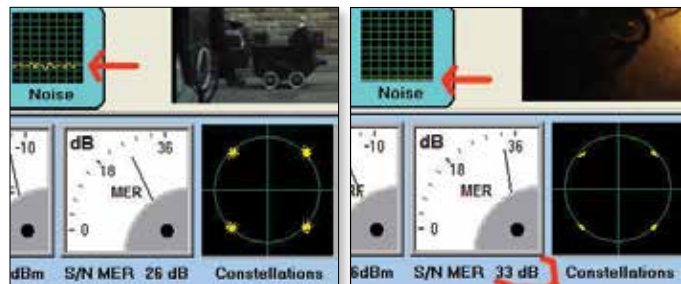 Noise
-10
dB
18
36
MER
0
dBm
S/N MER 26 dB
Constellations
Noise
-10
dB
18
36
MER
0
6dBm
S/N MER 33 dB
Constellations